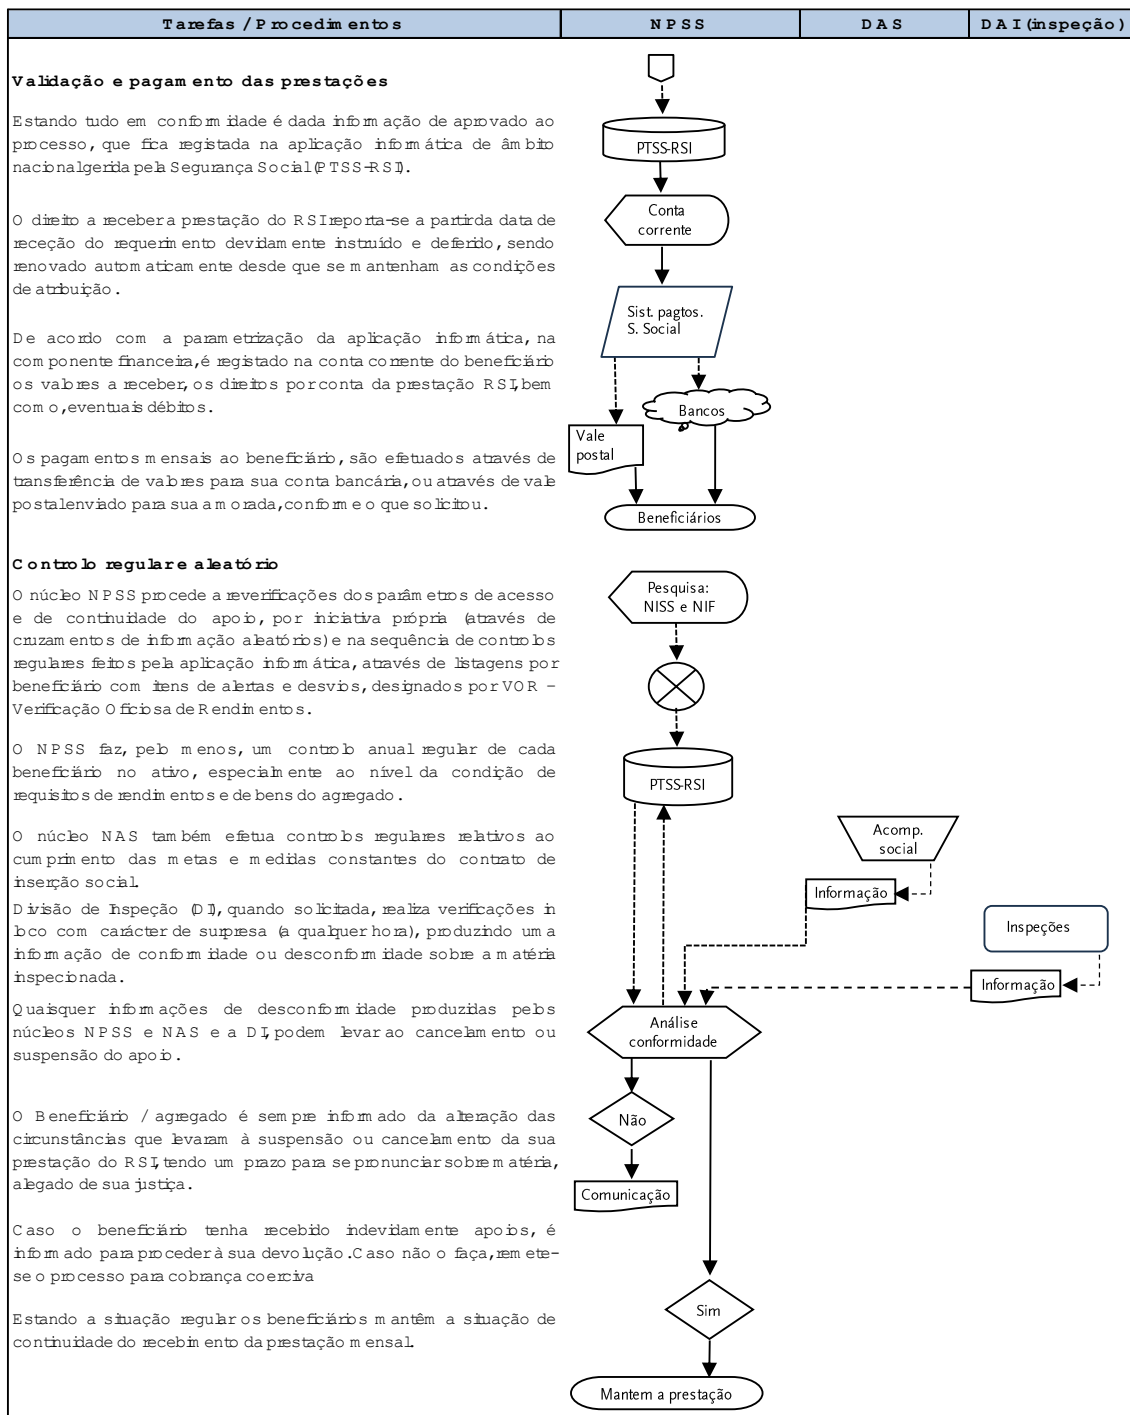 Tarefas / Procedimentos
NPSS
DAS
DAI (inspeção)
Validação e pagamento das prestações
Estando tudo em conformidade é dada informação de aprovado ao
processo, que fica registada na aplicação informática de âmbito
nacional gerida pela Segurança Social (PTSS-RSI).
O direito a receber a prestação do RSI reporta-se a partir da data de
receção do requerimento devidamente instruído e deferido, sendo
renovado automaticamente desde que se mantenham as condições
de atribuição.
De acordo com a parametrização da aplicação informática, na
componente financeira, é registado na conta corrente do beneficiário
os valores a receber, os direitos por conta da prestação RSI, bem
como, eventuais débitos.
Os pagamentos mensais ao beneficiário, são efetuados através de
transferência de valores para sua conta bancária, ou através de vale
postal enviado para sua a morada, conforme o que solicitou.
PTSS-RSI
Conta
corrente
Sist. pagtos.
S. Social
Bancos
Vale
postal
Beneficiários
Controlo regular e aleatório
O núcleo NPSS procede a reverificações dos parâmetros de acesso
e de continuidade do apoio, por iniciativa própria (através de
cruzamentos de informação aleatórios) e na sequência de controlos
regulares feitos pela aplicação informática, através de listagens por
beneficiário com itens de alertas e desvios, designados por VOR –
Verificação Oficiosa de Rendimentos.
O NPSS faz, pelo menos, um controlo anual regular de cada
beneficiário no ativo, especialmente ao nível da condição de
requisitos de rendimentos e de bens do agregado.
O núcleo NAS também efetua controlos regulares relativos ao
cumprimento das metas e medidas constantes do contrato de
inserção social.
Divisão de Inspeção (DI), quando solicitada, realiza verificações in
loco com carácter de surpresa (a qualquer hora), produzindo uma
informação de conformidade ou desconformidade sobre a matéria
inspecionada.
Quaisquer informações de desconformidade produzidas pelos
núcleos NPSS e NAS e a DI, podem levar ao cancelamento ou
suspensão do apoio.
O Beneficiário / agregado é sempre informado da alteração das
circunstâncias que levaram à suspensão ou cancelamento da sua
prestação do RSI, tendo um prazo para se pronunciar sobre matéria,
alegado de sua justiça.
Caso o beneficiário tenha recebido indevidamente apoios, é
informado para proceder à sua devolução. Caso não o faça, remete-
se o processo para cobrança coerciva
Estando a situação regular os beneficiários mantêm a situação de
continuidade do recebimento da prestação mensal.
Pesquisa:
NISS e NIF
PTSS-RSI
Acomp.
social
Informação
Inspeções
Informação
Análise
conformidade
Não
Comunicação
Sim
Mantem a prestação